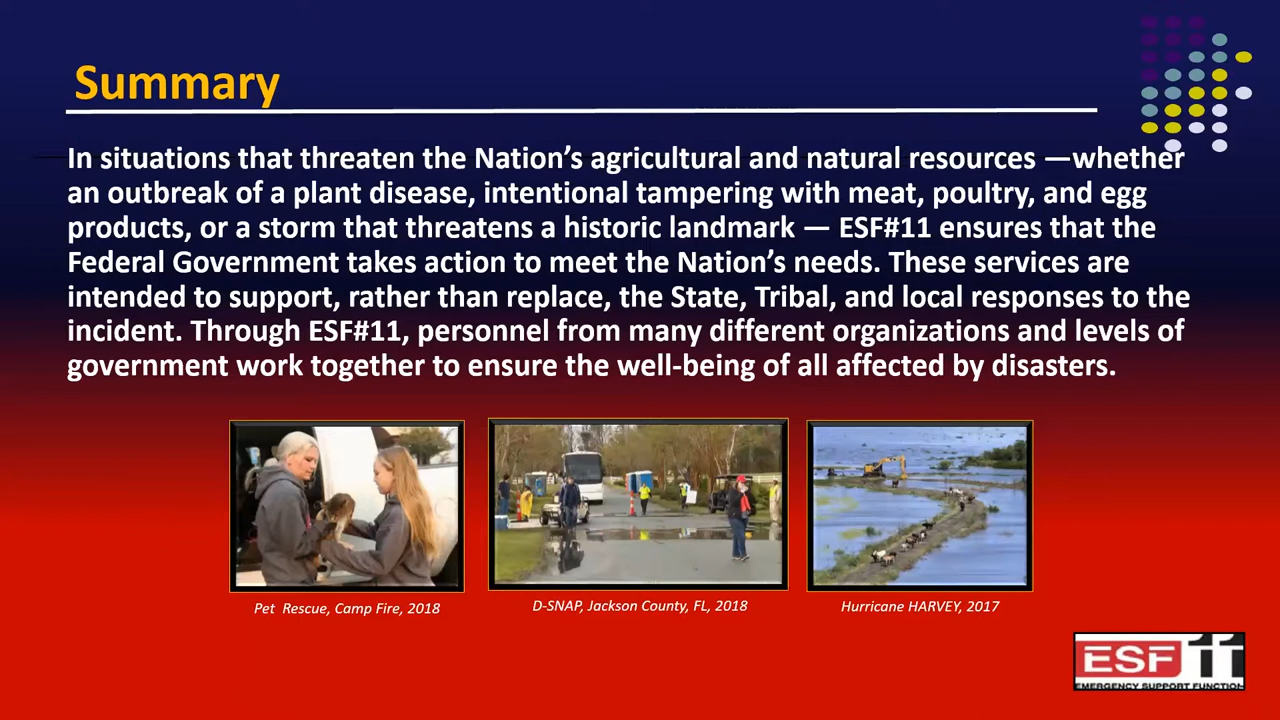 Summary
In situations that threaten the Nation’s agricultural and natural resources —whether
an outbreak of a plant disease, intentional tampering with meat, poultry, and egg
products, or a storm that threatens a historic landmark — ESF#11 ensures that the
Federal Government takes action to meet the Nation’s needs. These services are
intended to support, rather than replace, the State, Tribal, and local responses to the
incident. Through ESF#11, personnel from many different organizations and levels of
government work together to ensure the well-being of all affected by disasters.
Pet  Rescue, Camp Fire, 2018
D-SNAP, Jackson County, FL, 2018
Hurricane HARVEY, 2017
ESF 11
EMERGENCY SUPPORT FUNCTION